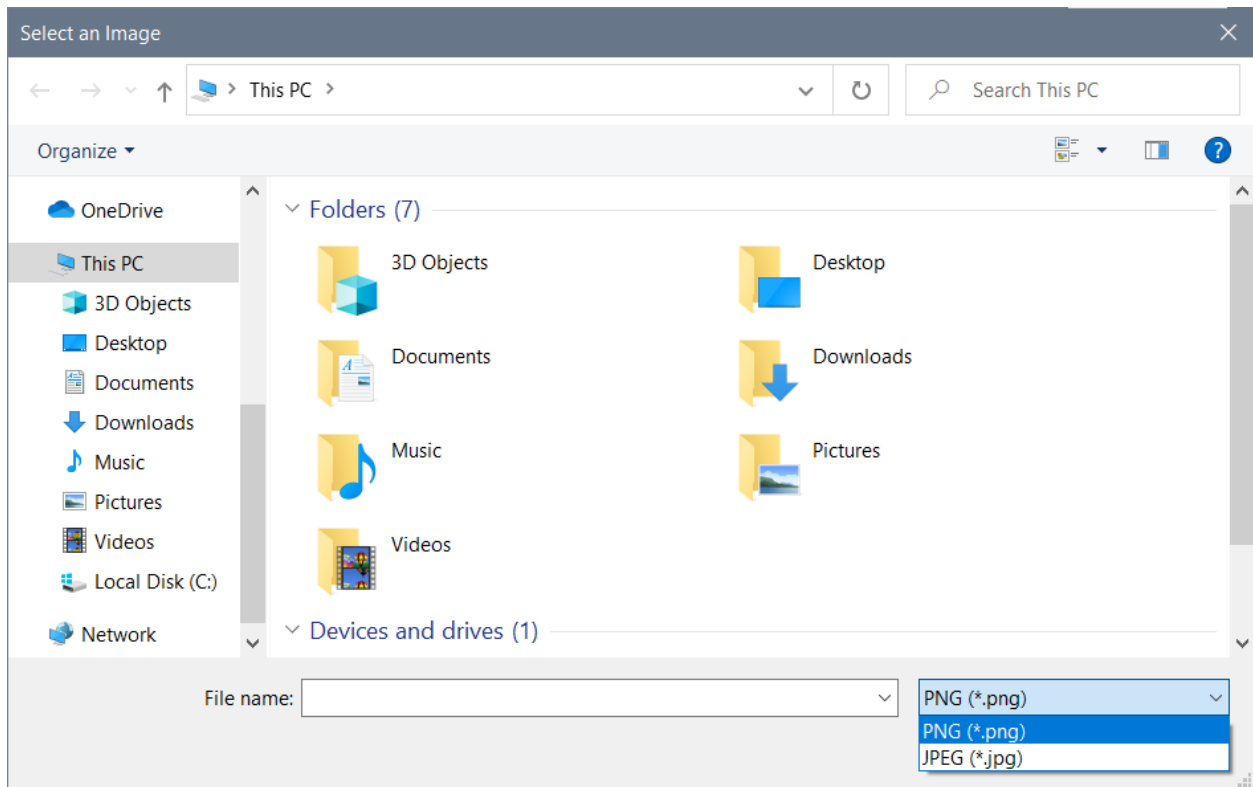 Select an Image
This PC
Search This PC
Organize
OneDrive
This PC
3D Objects
Desktop
Documents
Downloads
Music
Pictures
Videos
Local Disk (C:)
Network
Folders (7)
3D Objects
Desktop
Documents
Downloads
Music
Pictures
Videos
Devices and drives (1)
File name:
PNG (*.png)
PNG (*.png)
JPEG (*.jpg)